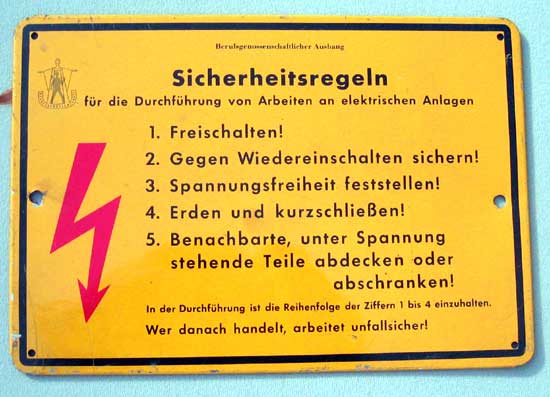 Berufsgenossenschaftlicher Aushang
Sicherheitsregeln
für die Durchführung von Arbeiten an elektrischen Anlagen
1. Freischalten!
2. Gegen Wiedereinschalten sichern!
3. Spannungsfreiheit feststellen!
4. Erden und kurzschließen!
5. Benachbarte, unter Spannung
stehende Teile abdecken oder
abschranken!
In der Durchführung ist die Reihenfolge der Ziffern 1 bis 4 einzuhalten.
Wer danach handelt, arbeitet unfallsicher!